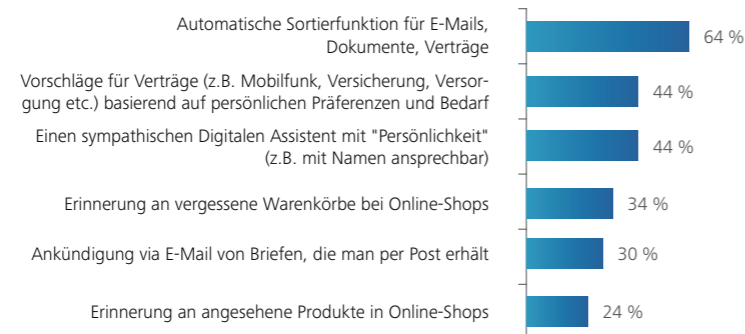 Automatische Sortierfunktion für E-Mails,
Dokumente, Verträge
64 %
Vorschläge für Verträge (z.B. Mobilfunk, Versicherung, Versor-
gung etc.) basierend auf persönlichen Präferenzen und Bedarf
44 %
Einen sympathischen Digitalen Assistent mit "Persönlichkeit"
(z.B. mit Namen ansprechbar)
44 %
Erinnerung an vergessene Warenkörbe bei Online-Shops
34 %
Ankündigung via E-Mail von Briefen, die man per Post erhält
30 %
Erinnerung an angesehene Produkte in Online-Shops
24 %